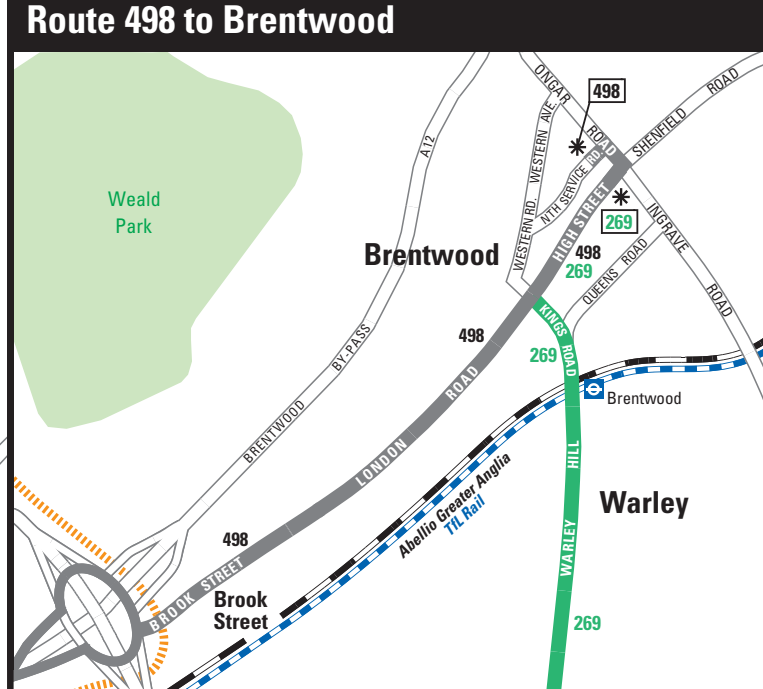 Route 498 to Brentwood
ONGAR
ROAD
498
SHENFIELD
ROAD
WESTERN AVE.
WESTERN RD.
NTH SERVICE RD.
A12
Weald
Park
HIGH STREET
269
INGRAVE
ROAD
Brentwood
498
269
QUEENS ROAD
KINGS ROAD
498
269
BY-PASS
BRENTWOOD
LONDON
ROAD
Brentwood
HILL
WARLEY
Abellio Greater Anglia
TfL Rail
Warley
498
BROOK STREET
Brook
Street
269